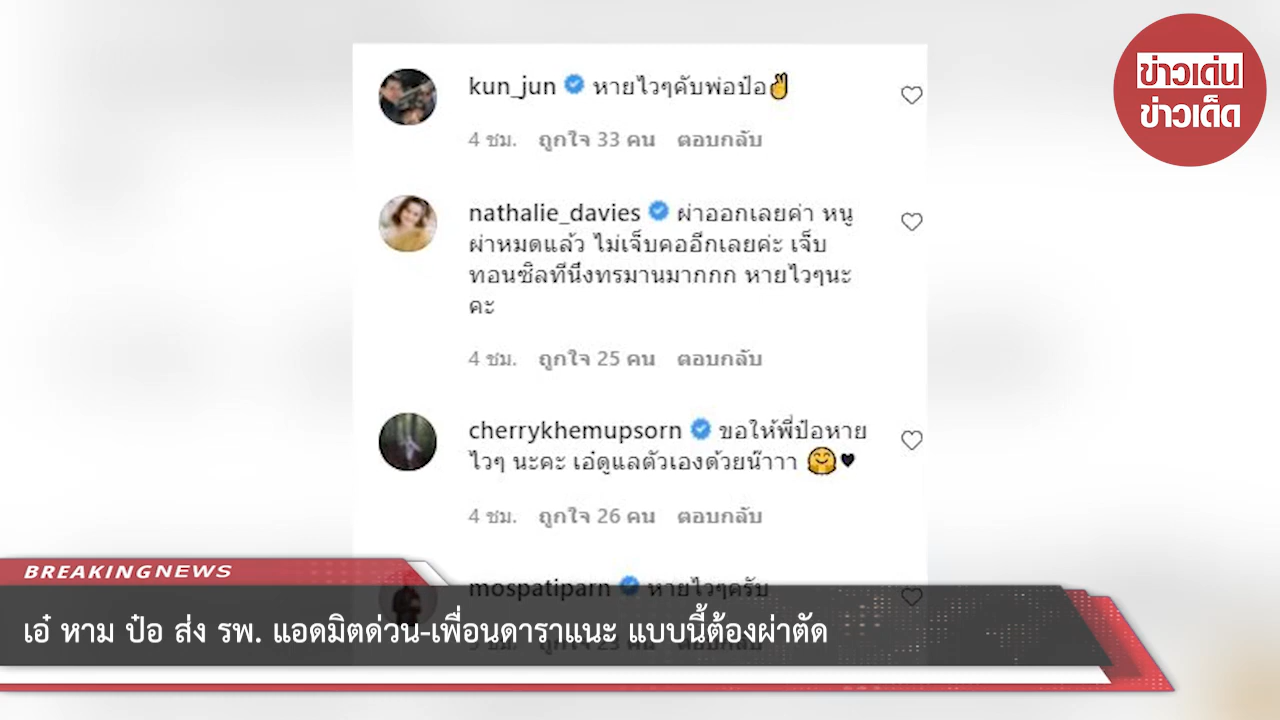 ข่าวเด่น
ข่าวเด็ด
kun_jun หายไวๆคับพ่อป๋อ✌
4 ชม. ถูกใจ 33 คน ตอบกลับ
nathalie_davies ผ่าออกเลยค่า หนู
ผ่าหมดแล้ว ไม่เจ็บคออีกเลยค่ะ เจ็บ
ทอนซิลทีนึงทรมานมากกก หายไวๆนะ
คะ
4 ชม. ถูกใจ 25 คน ตอบกลับ
cherrykhemupsorn ขอให้พี่ป๋อหาย
ไวๆ นะคะ เอ๋ดูแลตัวเองด้วยน๊าาา 🤗♥
4 ชม. ถูกใจ 26 คน ตอบกลับ
BREAKING NEWS
mospatiparn หายไวๆครับ
เอ๋ หาม ป๋อ ส่ง รพ. แอดมิตด่วน-เพื่อนดาราแนะ แบบนี้ต้องผ่าตัด